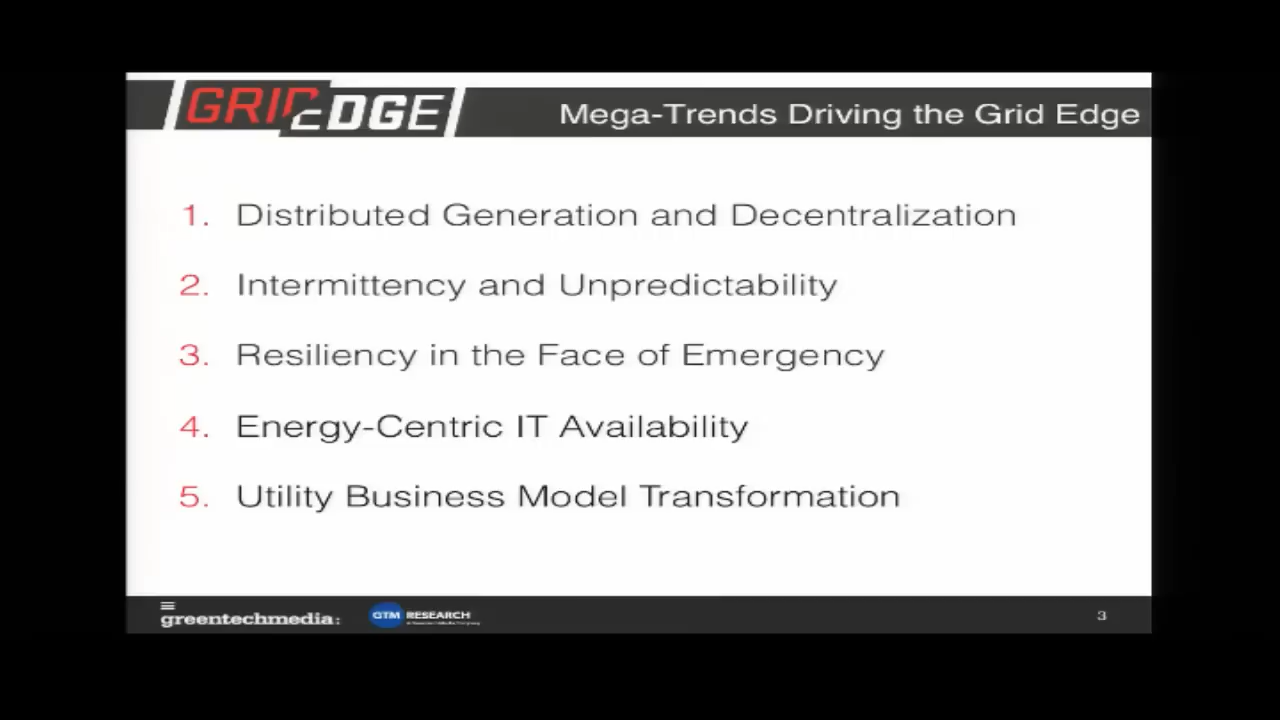 GRID EDGE
Mega-Trends Driving the Grid Edge
1. Distributed Generation and Decentralization
2. Intermittency and Unpredictability
3. Resiliency in the Face of Emergency
4. Energy-Centric IT Availability
5. Utility Business Model Transformation
greentechmedia:
GTM RESEARCH
3